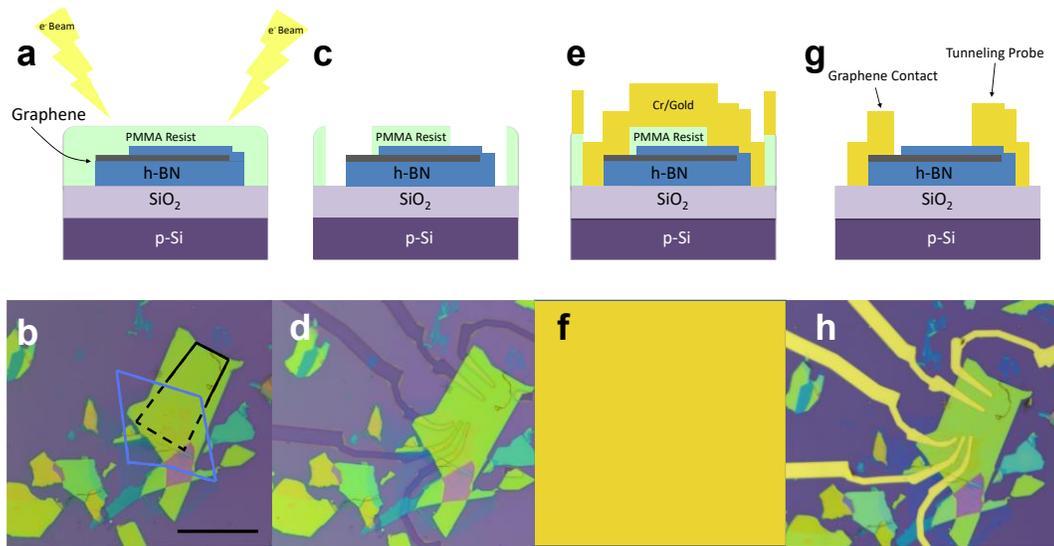 e⁻ Beam
e⁻ Beam
a
Graphene
PMMA Resist
h-BN
SiO₂
p-Si
c
PMMA Resist
h-BN
SiO₂
p-Si
e
Cr/Gold
PMMA Resist
h-BN
SiO₂
p-Si
g
Graphene Contact
Tunneling Probe
h-BN
SiO₂
p-Si
b
d
f
h